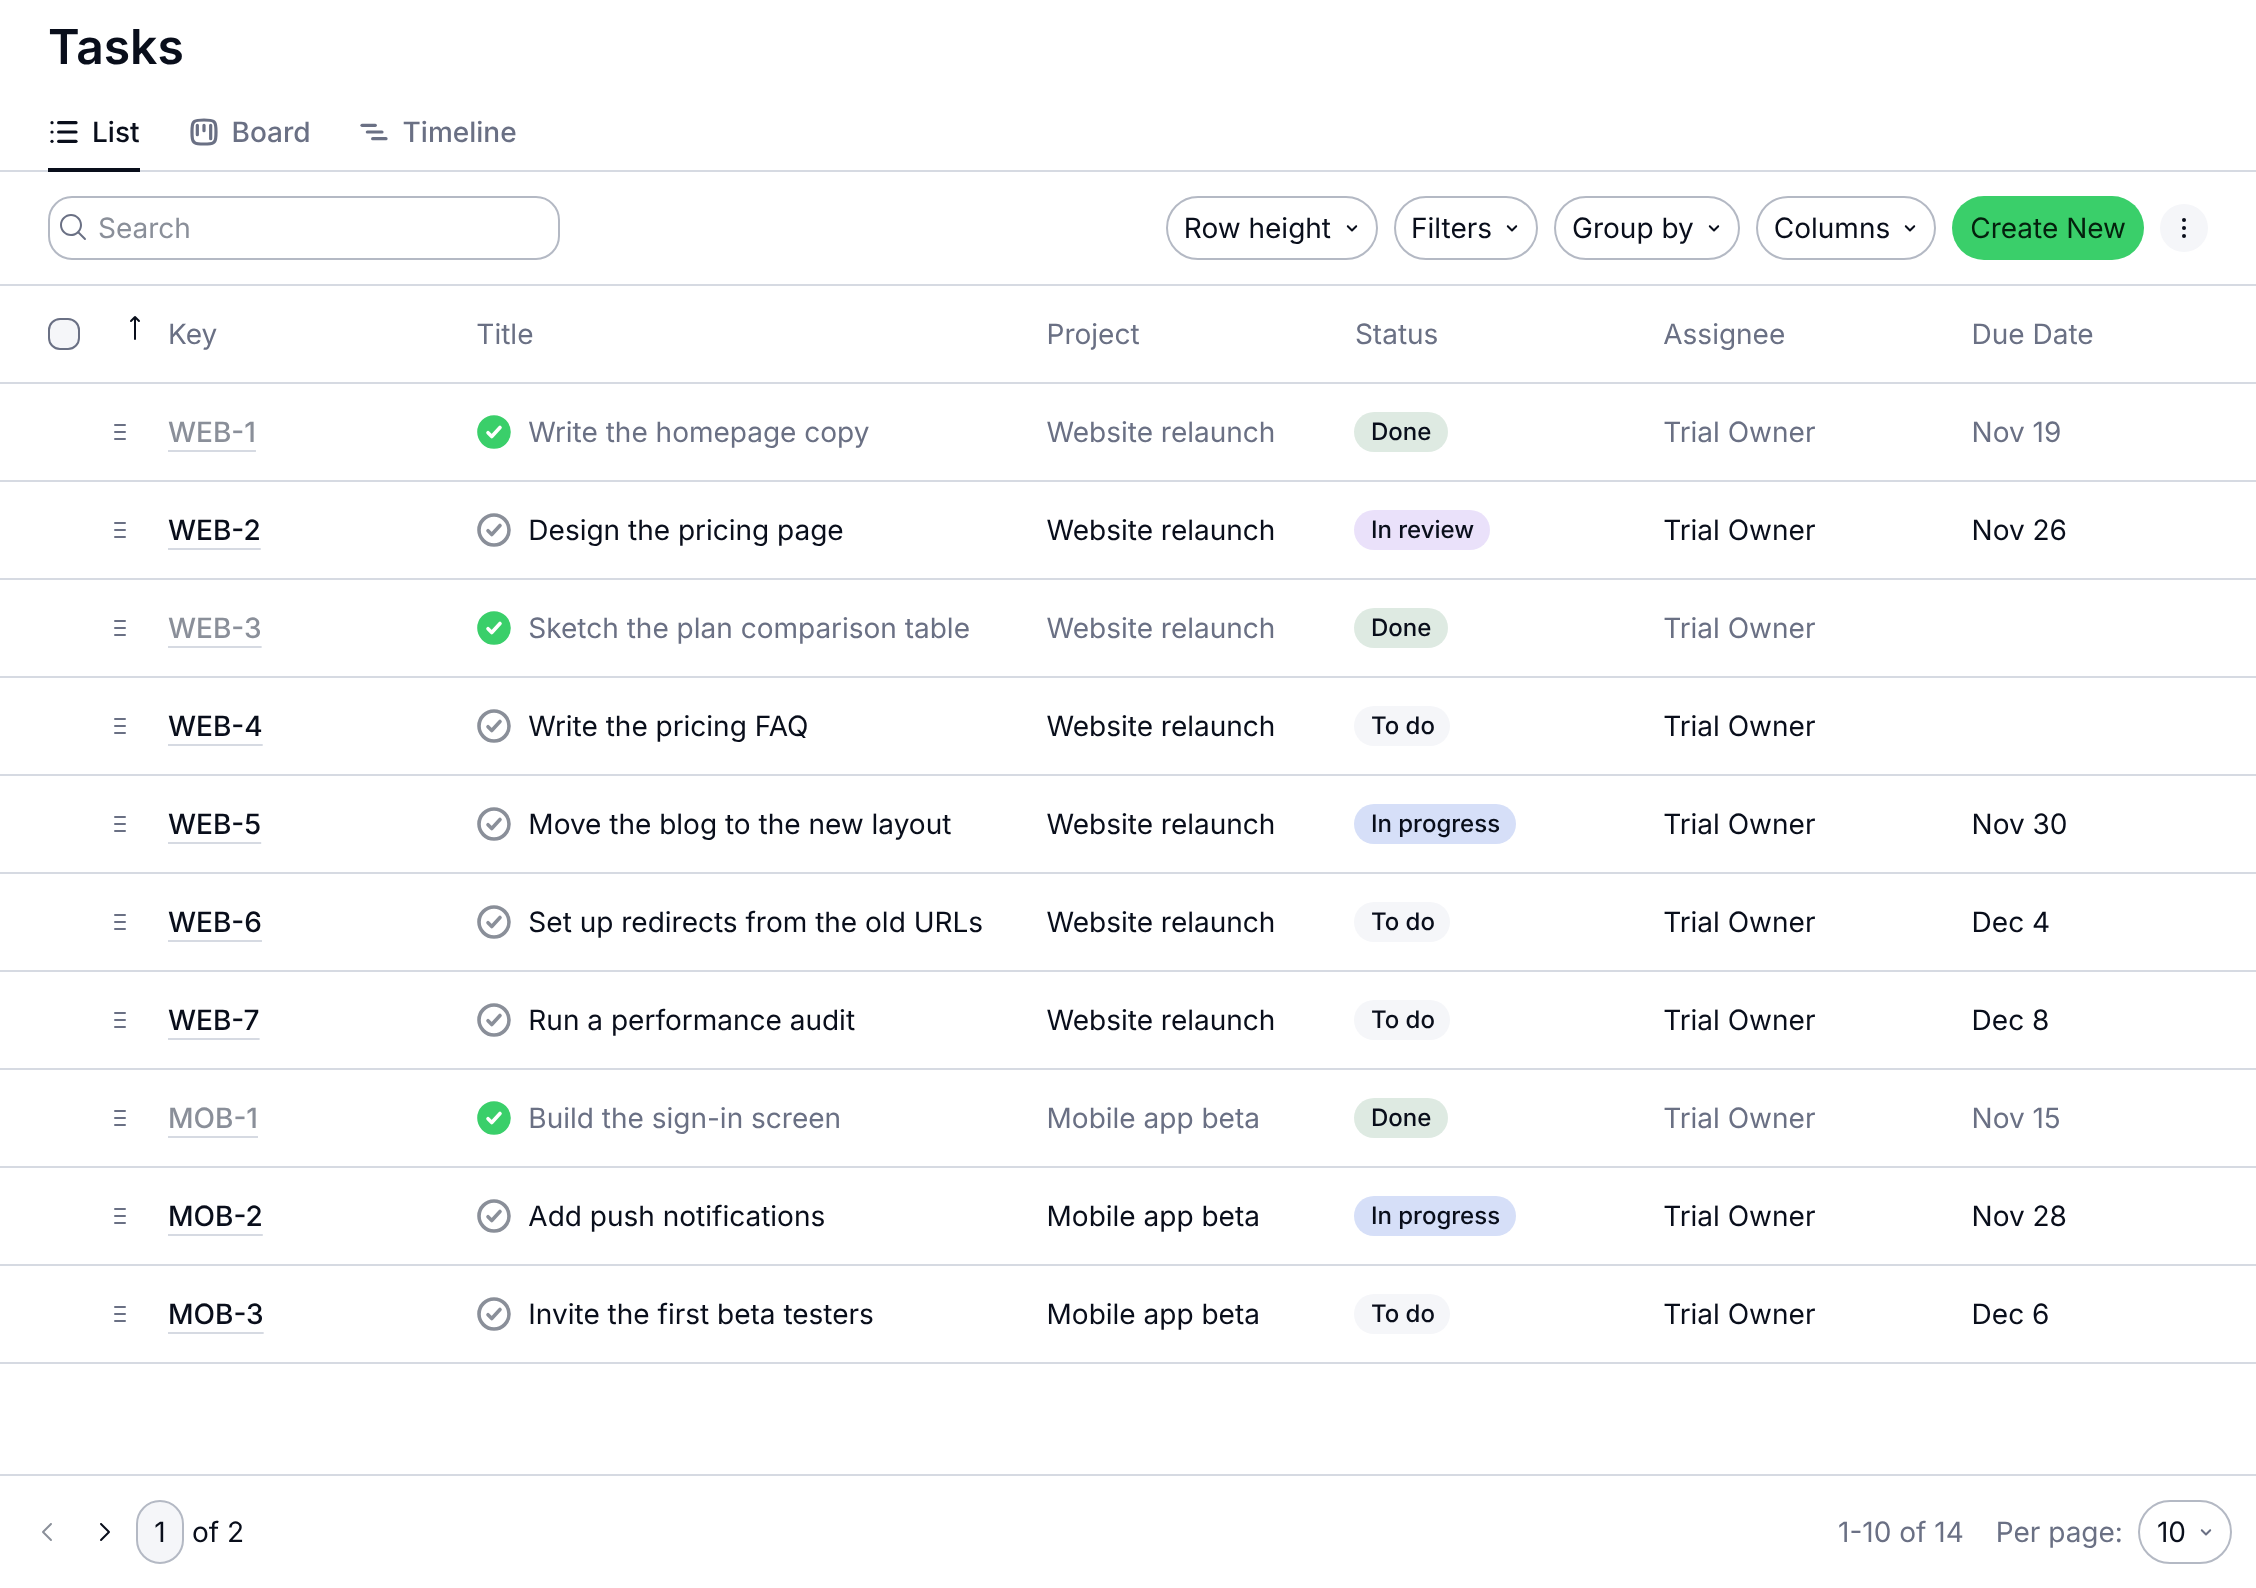 Tasks
List Board Timeline
Search Row height Filters Group by Columns Create New
Key Title Project Status Assignee Due Date
WEB-1 Write the homepage copy Website relaunch Done Trial Owner Nov 19
WEB-2 Design the pricing page Website relaunch In review Trial Owner Nov 26
WEB-3 Sketch the plan comparison table Website relaunch Done Trial Owner
WEB-4 Write the pricing FAQ Website relaunch To do Trial Owner
WEB-5 Move the blog to the new layout Website relaunch In progress Trial Owner Nov 30
WEB-6 Set up redirects from the old URLs Website relaunch To do Trial Owner Dec 4
WEB-7 Run a performance audit Website relaunch To do Trial Owner Dec 8
MOB-1 Build the sign-in screen Mobile app beta Done Trial Owner Nov 15
MOB-2 Add push notifications Mobile app beta In progress Trial Owner Nov 28
MOB-3 Invite the first beta testers Mobile app beta To do Trial Owner Dec 6
1 of 2 1-10 of 14 Per page: 10